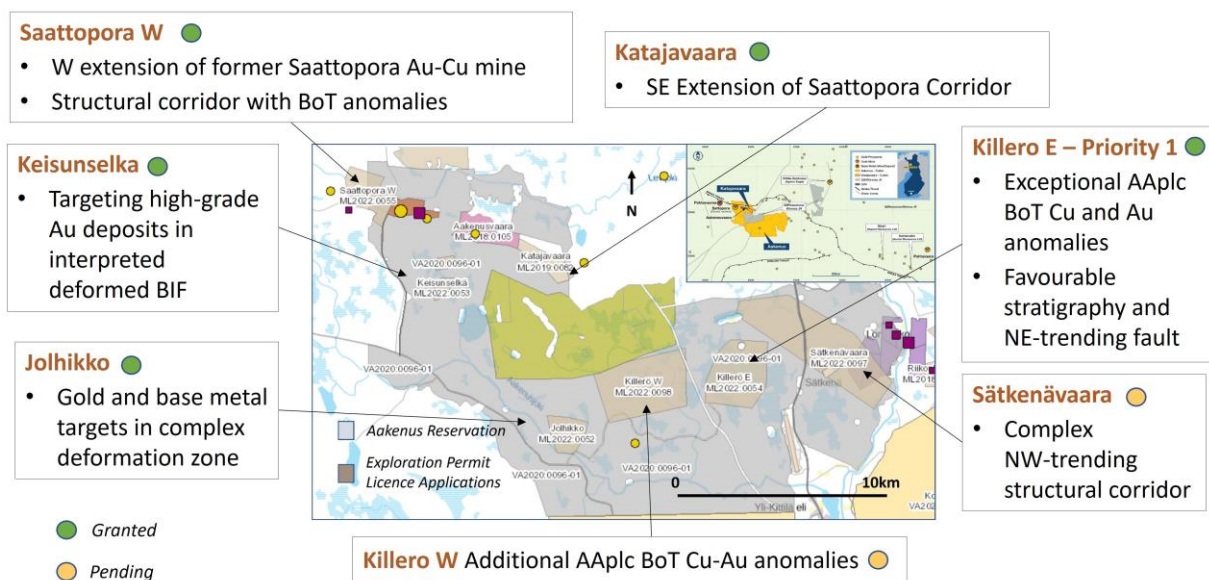 Saattopora W
• W extension of former Saattopora Au-Cu mine
• Structural corridor with BoT anomalies
Katajavaara
• SE Extension of Saattopora Corridor
Keisunselka
• Targeting high-grade
Au deposits in
interpreted
deformed BIF
Killero E – Priority 1
• Exceptional AAplc
BoT Cu and Au
anomalies
• Favourable
stratigraphy and
NE-trending fault
Jolhikko
• Gold and base metal
targets in complex
deformation zone
Sätkenävaara
• Complex
NW-trending
structural corridor
Granted
Pending
Killero W Additional AAplc BoT Cu-Au anomalies
Saattopora W
ML2022:0055
Aakenusvaara
Katajavaara
VA2020:0096-01
Keisunselkä
ML2022:0053
N
Katajavaara
Aakenus
VA2020:0096-01
VA2020:0096-01
Killero W
ML2022:0098
Killero E
ML2022:0054
Sätkenävaara
ML2022:0097
Jolhikko
ML2022:0052
VA2020:0096-01
Aakenus Reservation
Exploration Permit
Licence Applications
0
10km